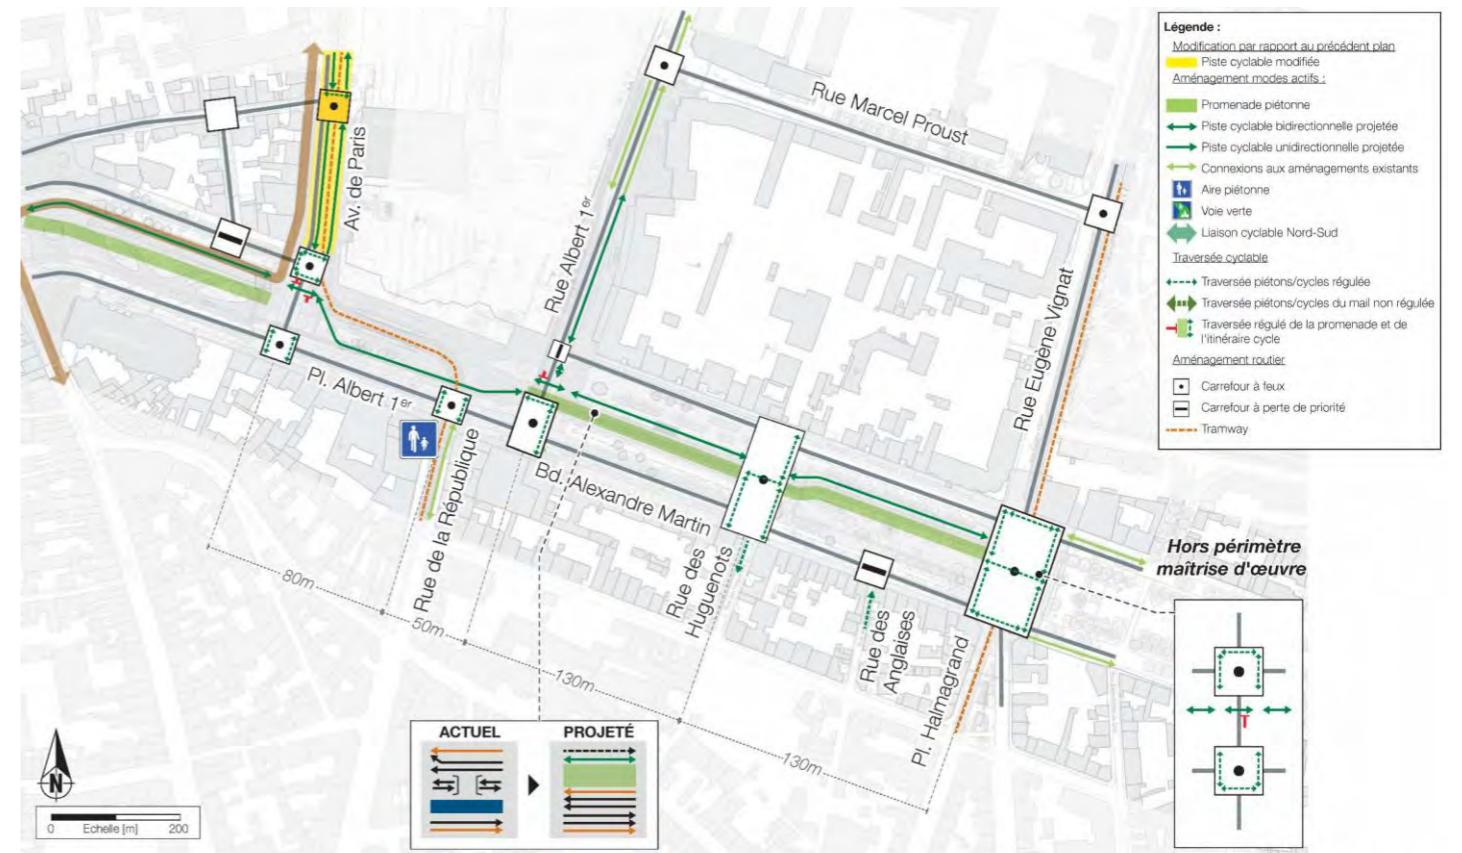 Légende :
Modification par rapport au précédent plan
Piste cyclable modifiée
Aménagement modes actifs :
Promenade piétonne
Piste cyclable bidirectionnelle projetée
Piste cyclable unidirectionnelle projetée
Connexions aux aménagements existants
Aire piétonne
Voie verte
Liaison cyclable Nord-Sud
Traversée cyclable
Traversée piétons/cycles régulée
Traversée piétons/cycles du mail non régulée
Traversée régulé de la promenade et de
l'itinéraire cycle
Aménagement routier
Carrefour à feux
Carrefour à perte de priorité
Tramway
Rue Marcel Proust
Av. de Paris
Rue Albert 1er
Rue Eugène Vignat
Pl. Albert 1er
Rue de la République
Bd. Alexandre Martin
Rue des
Huguenots
Rue des
Anglaises
Pl. Halmagrand
Hors périmètre
maîtrise d'œuvre
80m
50m
130m
130m
ACTUEL
PROJETÉ
N
0 Echelle [m] 200